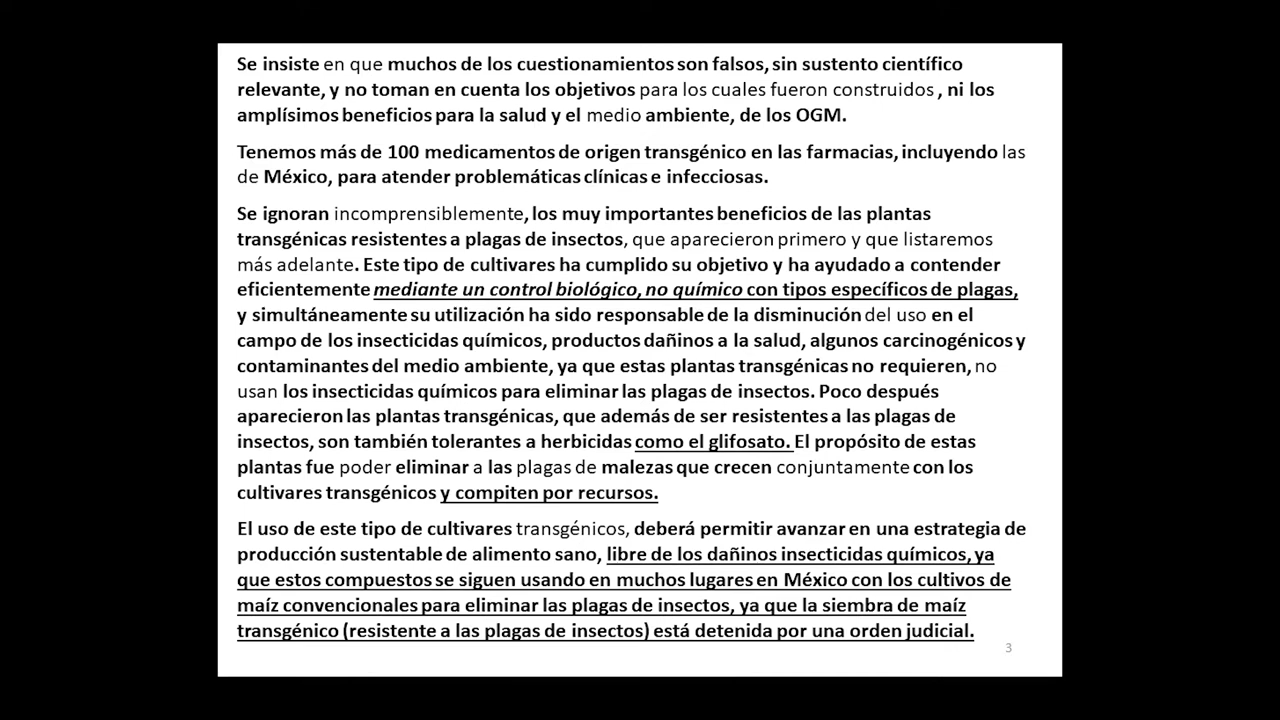 Se insiste en que muchos de los cuestionamientos son falsos, sin sustento científico
relevante, y no toman en cuenta los objetivos para los cuales fueron construidos , ni los
amplísimos beneficios para la salud y el medio ambiente, de los OGM.
Tenemos más de 100 medicamentos de origen transgénico en las farmacias, incluyendo las
de México, para atender problemáticas clínicas e infecciosas.
Se ignoran incomprensiblemente, los muy importantes beneficios de las plantas
transgénicas resistentes a plagas de insectos, que aparecieron primero y que listaremos
más adelante. Este tipo de cultivares ha cumplido su objetivo y ha ayudado a contender
eficientemente mediante un control biológico, no químico con tipos específicos de plagas,
y simultáneamente su utilización ha sido responsable de la disminución del uso en el
campo de los insecticidas químicos, productos dañinos a la salud, algunos carcinogénicos y
contaminantes del medio ambiente, ya que estas plantas transgénicas no requieren, no
usan los insecticidas químicos para eliminar las plagas de insectos. Poco después
aparecieron las plantas transgénicas, que además de ser resistentes a las plagas de
insectos, son también tolerantes a herbicidas como el glifosato. El propósito de estas
plantas fue poder eliminar a las plagas de malezas que crecen conjuntamente con los
cultivares transgénicos y compiten por recursos.
El uso de este tipo de cultivares transgénicos, deberá permitir avanzar en una estrategia de
producción sustentable de alimento sano, libre de los dañinos insecticidas químicos, ya
que estos compuestos se siguen usando en muchos lugares en México con los cultivos de
maíz convencionales para eliminar las plagas de insectos, ya que la siembra de maíz
transgénico (resistente a las plagas de insectos) está detenida por una orden judicial.
3